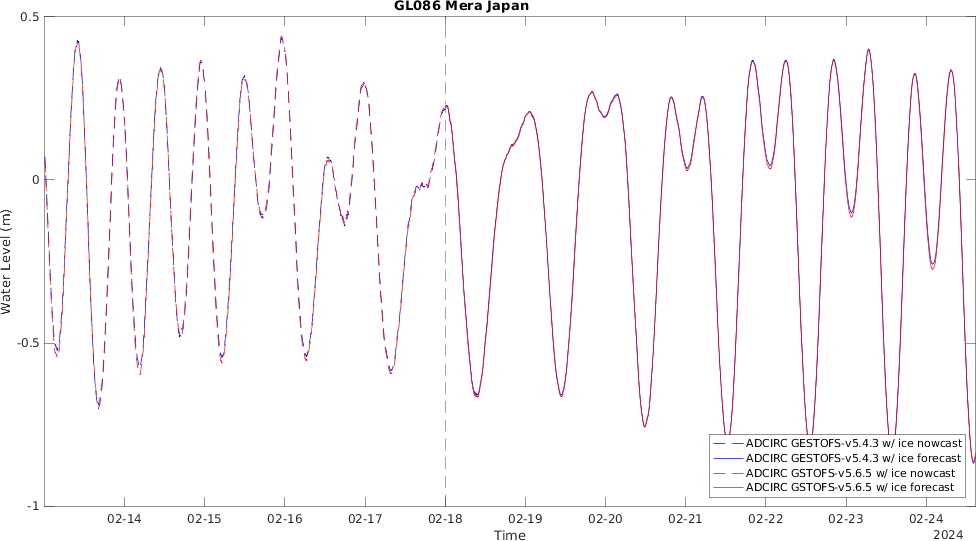 GL086 Mera Japan
0.5
0
-0.5
-1
Water Level (m)
02-14 02-15 02-16 02-17 02-18 02-19 02-20 02-21 02-22 02-23 02-24
Time
2024
ADCIRC GESTOFS-v5.4.3 w/ ice nowcast
ADCIRC GESTOFS-v5.4.3 w/ ice forecast
ADCIRC GSTOFS-v5.6.5 w/ ice nowcast
ADCIRC GSTOFS-v5.6.5 w/ ice forecast